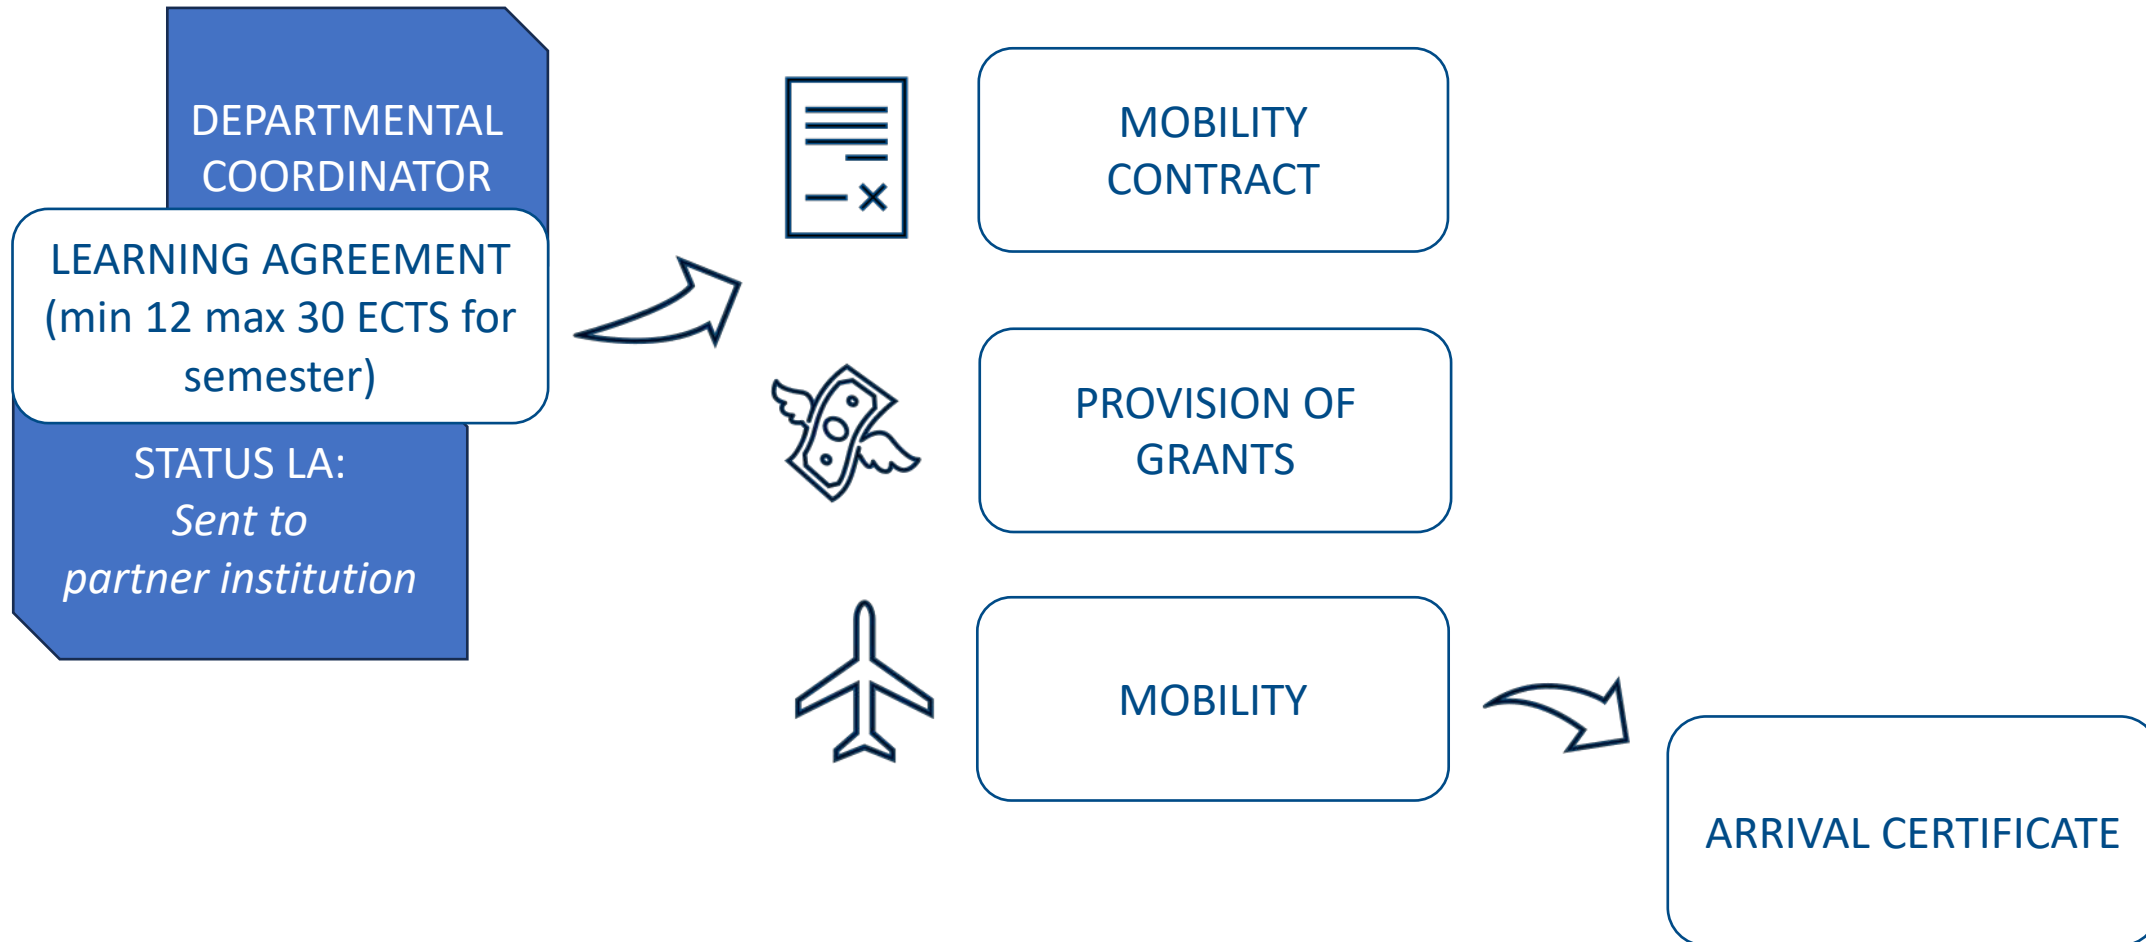 DEPARTMENTAL
COORDINATOR
LEARNING AGREEMENT
(min 12 max 30 ECTS for
semester)
STATUS LA:
Sent to
partner institution
MOBILITY
CONTRACT
PROVISION OF
GRANTS
MOBILITY
ARRIVAL CERTIFICATE